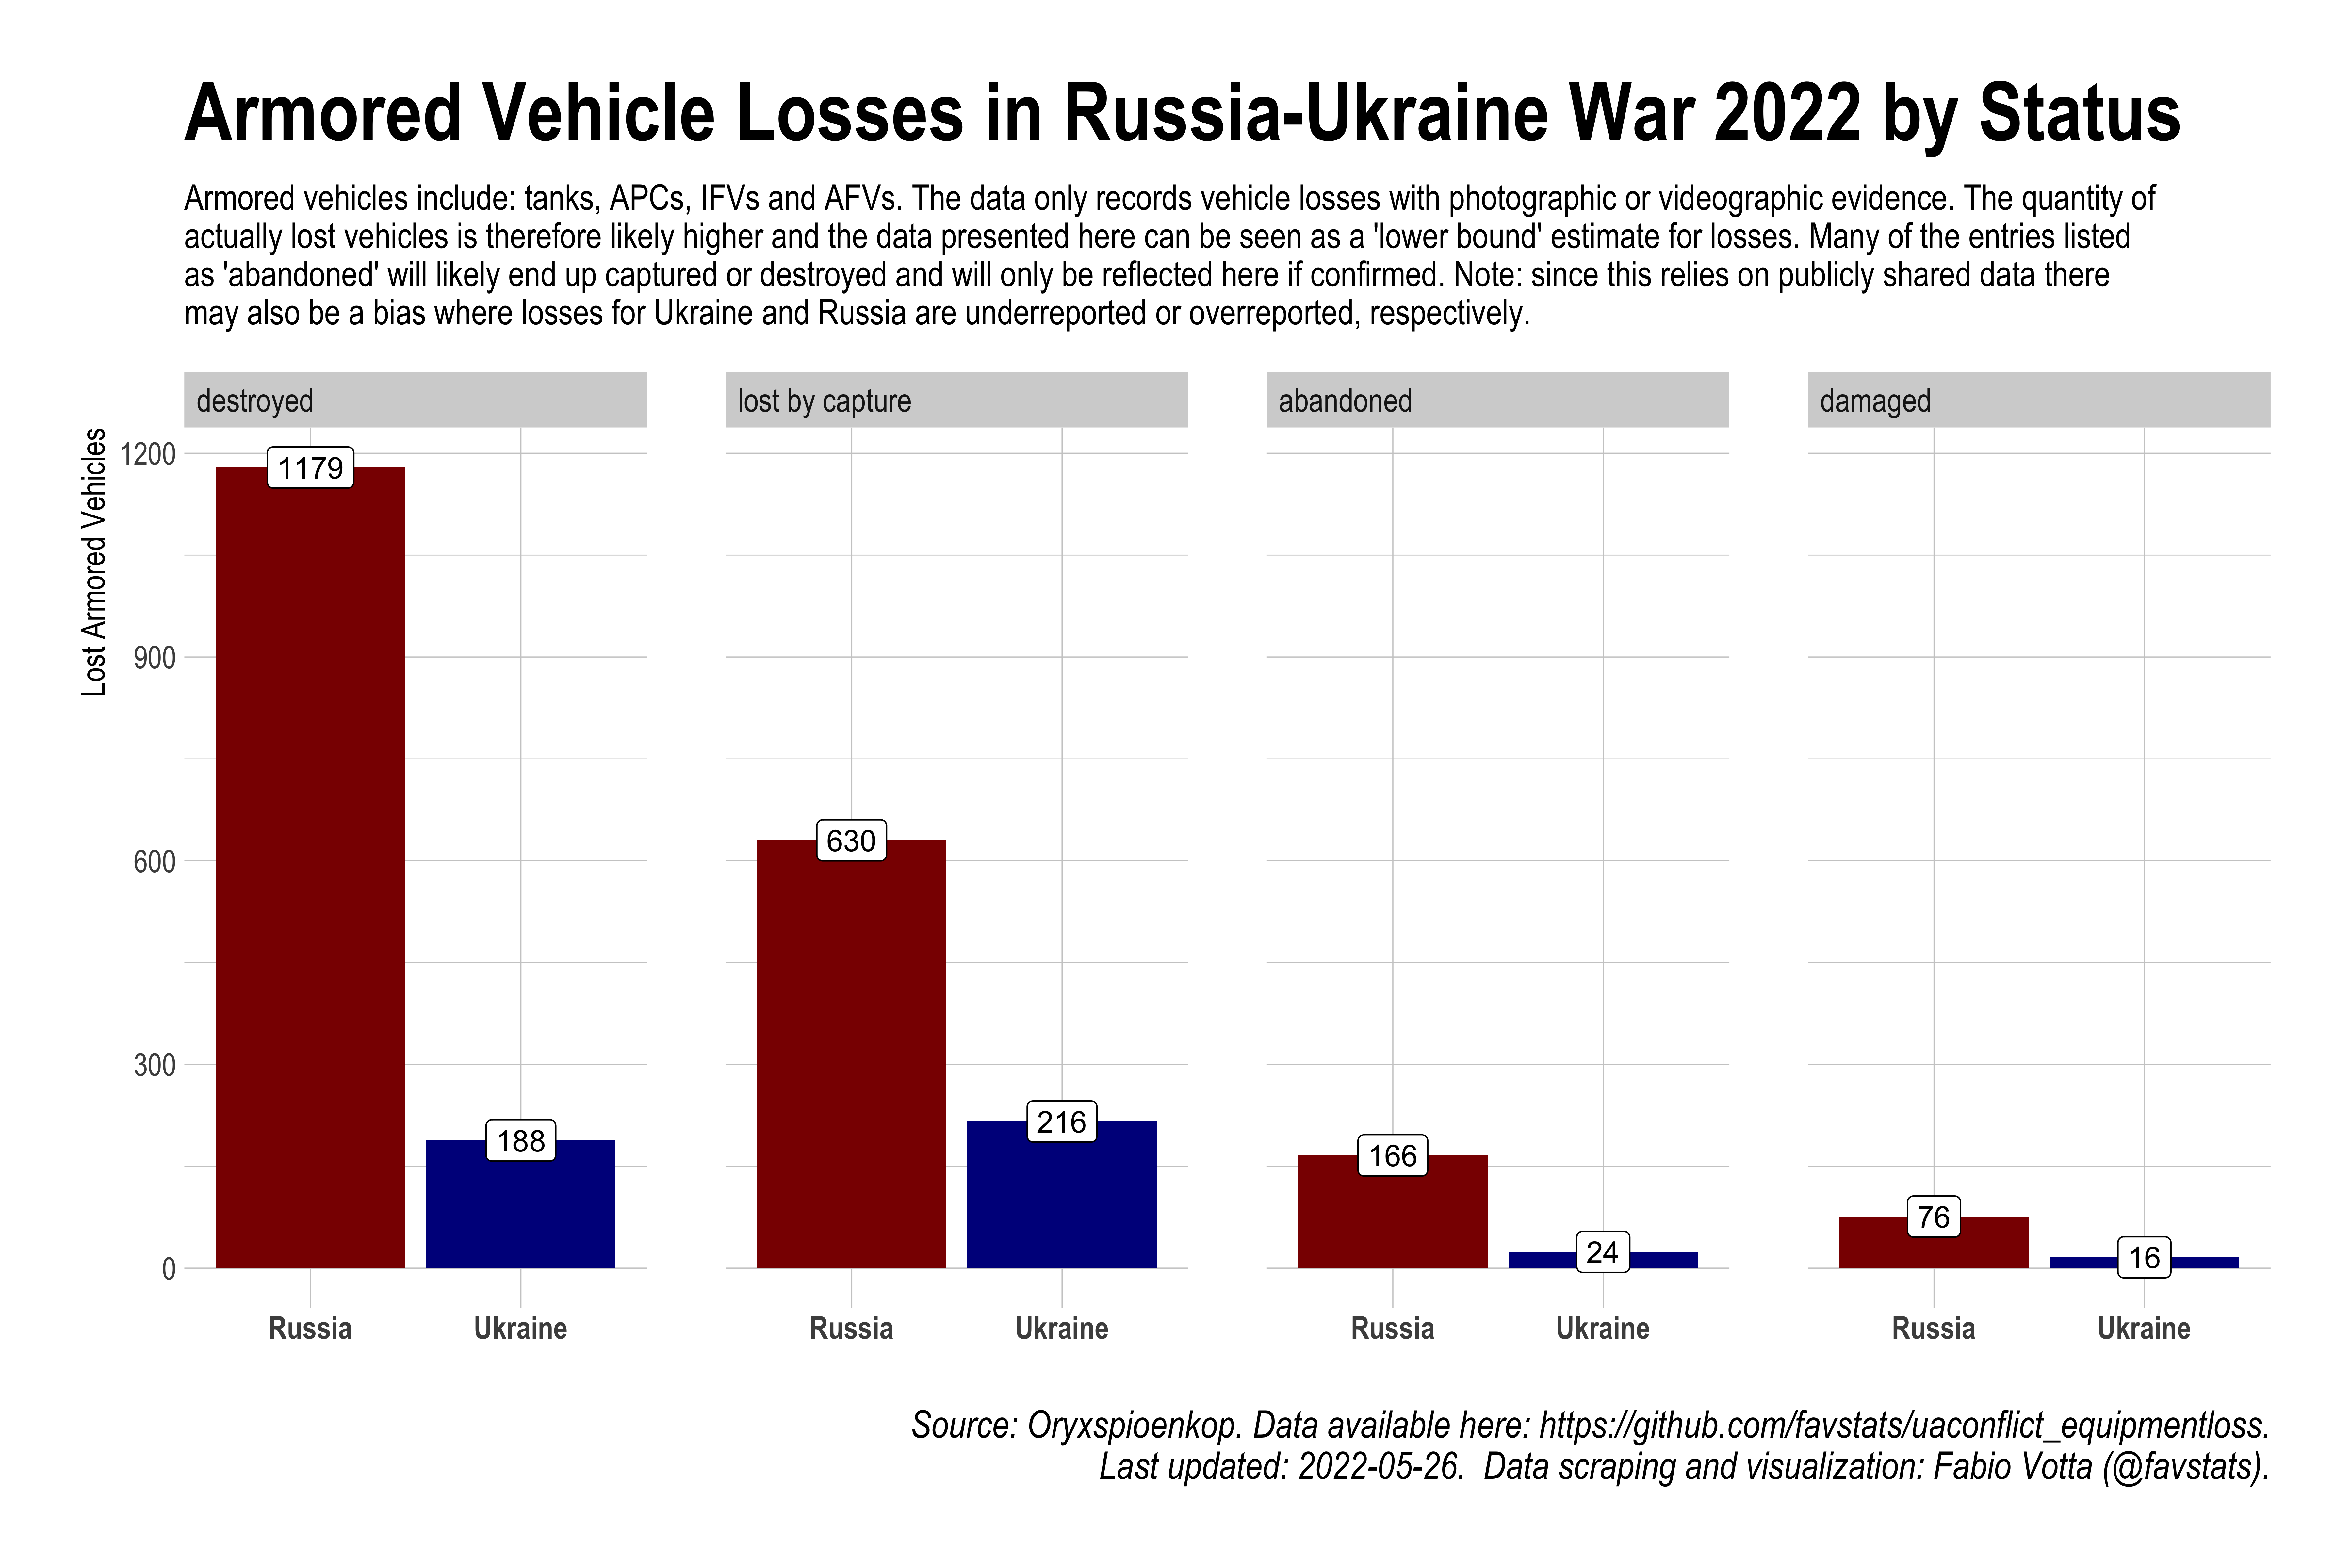 Armored Vehicle Losses in Russia-Ukraine War 2022 by Status
Armored vehicles include: tanks, APCs, IFVs and AFVs. The data only records vehicle losses with photographic or videographic evidence. The quantity of
actually lost vehicles is therefore likely higher and the data presented here can be seen as a 'lower bound' estimate for losses. Many of the entries listed
as 'abandoned' will likely end up captured or destroyed and will only be reflected here if confirmed. Note: since this relies on publicly shared data there
may also be a bias where losses for Ukraine and Russia are underreported or overreported, respectively.
destroyed
lost by capture
abandoned
damaged
Lost Armored Vehicles
1200
900
600
300
0
1179
188
630
216
166
24
76
16
Russia
Ukraine
Russia
Ukraine
Russia
Ukraine
Russia
Ukraine
Source: Oryxspioenkop. Data available here: https://github.com/favstats/uaconflict_equipmentloss.
Last updated: 2022-05-26.  Data scraping and visualization: Fabio Votta (@favstats).